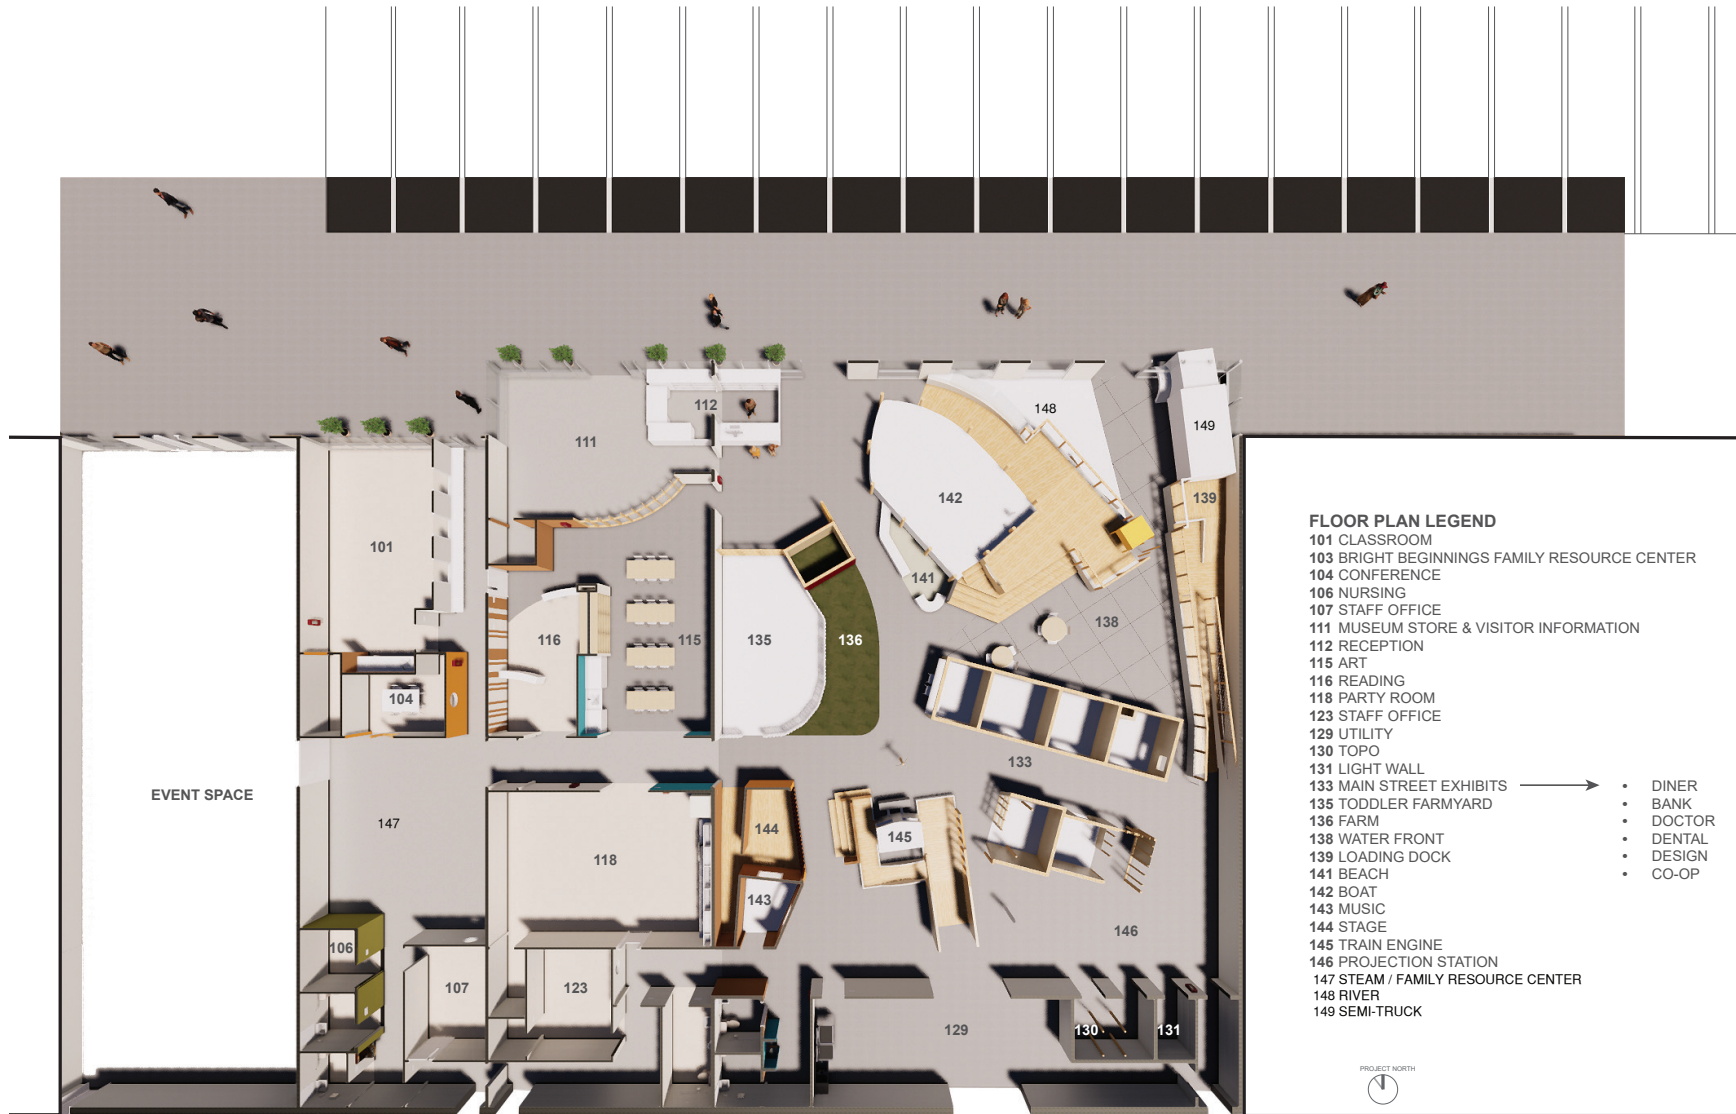 112
148
149
111
142
139
101
141
116
115
135
136
138
104
133
EVENT SPACE
147
144
145
118
143
106
146
107
123
129
130
131
FLOOR PLAN LEGEND
101 CLASSROOM
103 BRIGHT BEGINNINGS FAMILY RESOURCE CENTER
104 CONFERENCE
106 NURSING
107 STAFF OFFICE
111 MUSEUM STORE & VISITOR INFORMATION
112 RECEPTION
115 ART
116 READING
118 PARTY ROOM
123 STAFF OFFICE
129 UTILITY
130 TOPO
131 LIGHT WALL
133 MAIN STREET EXHIBITS
135 TODDLER FARMYARD
136 FARM
138 WATER FRONT
139 LOADING DOCK
141 BEACH
142 BOAT
143 MUSIC
144 STAGE
145 TRAIN ENGINE
146 PROJECTION STATION
147 STEAM / FAMILY RESOURCE CENTER
148 RIVER
149 SEMI-TRUCK
• DINER
• BANK
• DOCTOR
• DENTAL
• DESIGN
• CO-OP
PROJECT NORTH